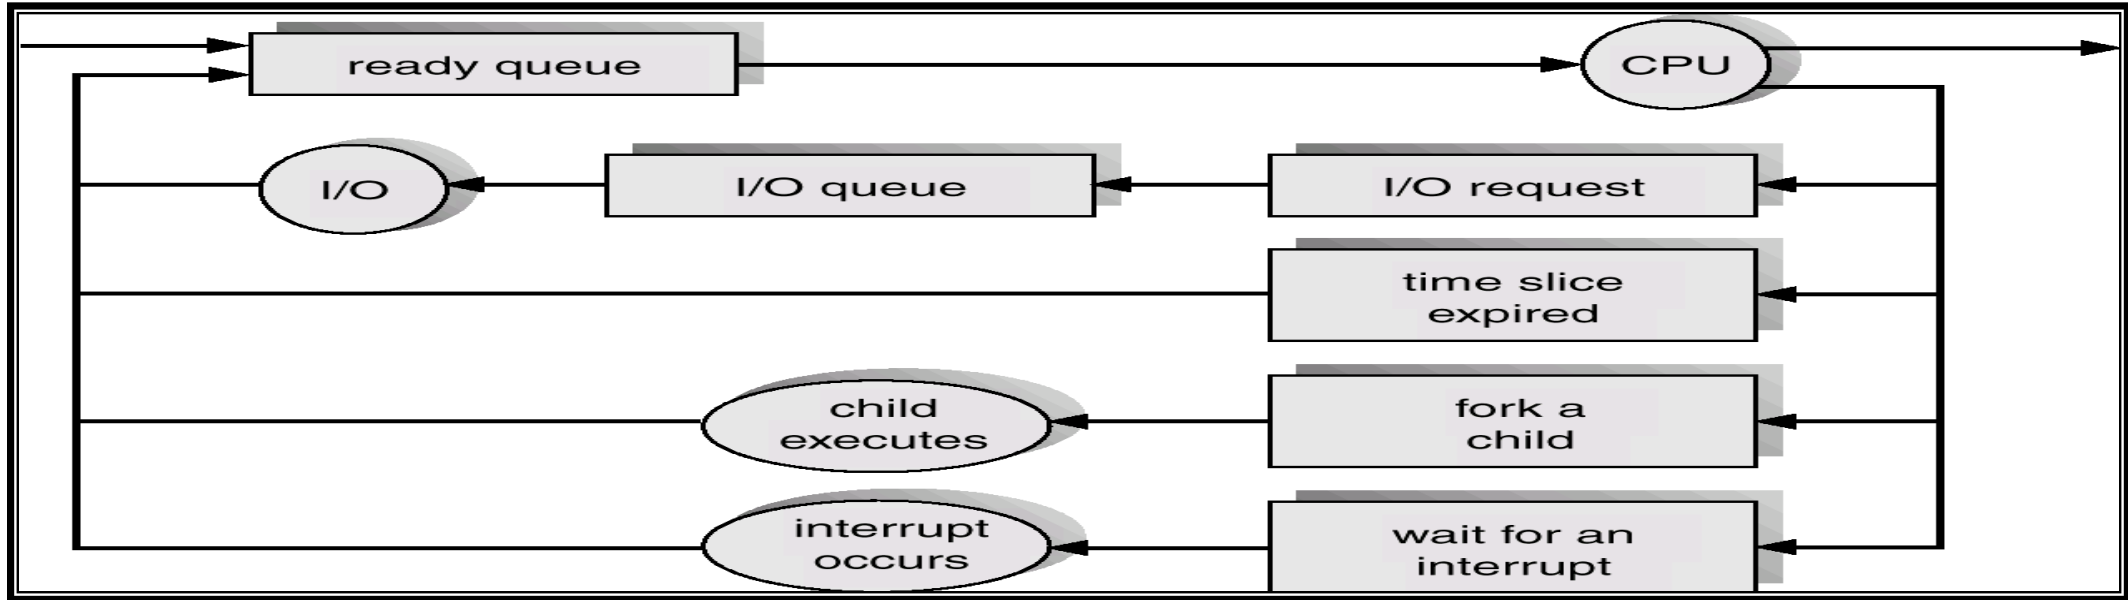 ready queue
CPU
I/O
I/O queue
I/O request
time slice
expired
child
executes
fork a
child
interrupt
occurs
wait for an
interrupt